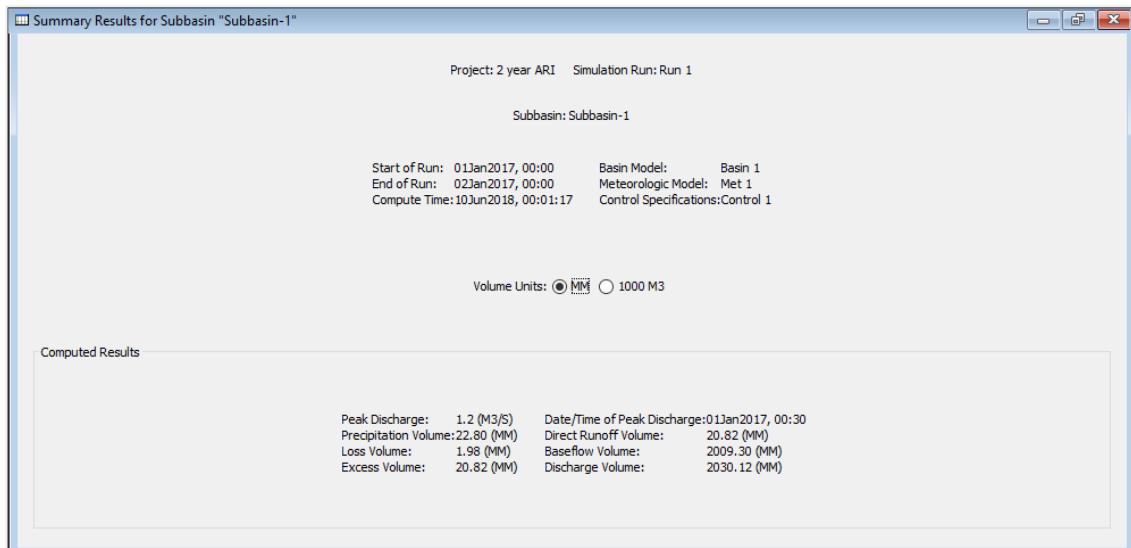 Summary Results for Subbasin "Subbasin-1"
Project: 2 year ARI Simulation Run: Run 1
Subbasin: Subbasin-1
Start of Run: 01Jan2017, 00:00 Basin Model: Basin 1
End of Run: 02Jan2017, 00:00 Meteorologic Model: Met 1
Compute Time:10Jun2018, 00:01:17 Control Specifications:Control 1
Volume Units: MM 1000 M3
Computed Results
Peak Discharge: 1.2 (M3/S) Date/Time of Peak Discharge:01Jan2017, 00:30
Precipitation Volume:22.80 (MM) Direct Runoff Volume: 20.82 (MM)
Loss Volume: 1.98 (MM) Baseflow Volume: 2009.30 (MM)
Excess Volume: 20.82 (MM) Discharge Volume: 2030.12 (MM)